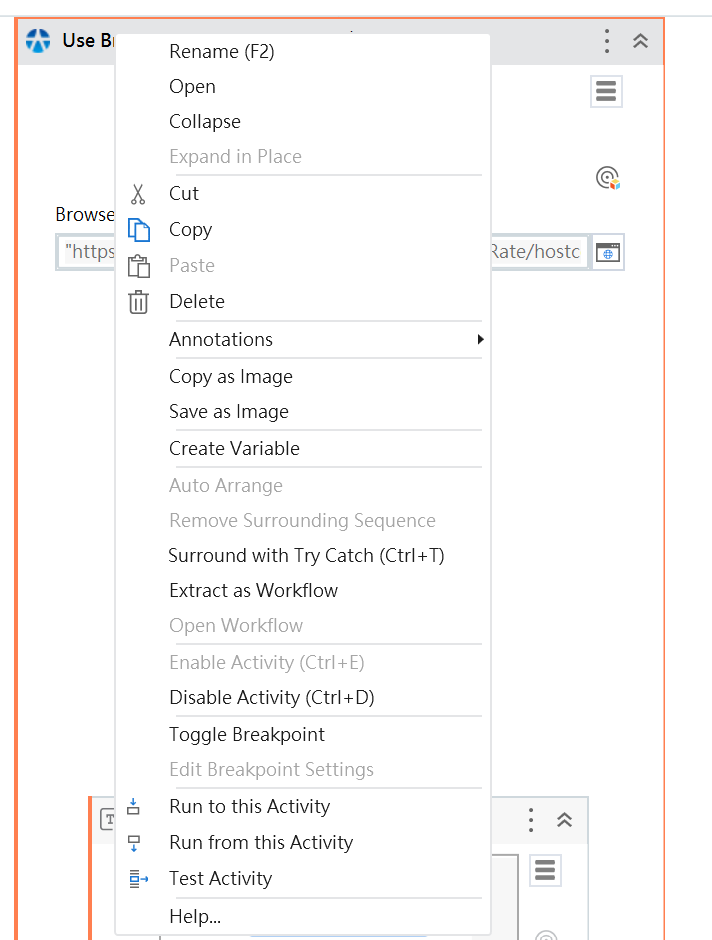 Use B
Rename (F2)
Open
Collapse
Expand in Place
Cut
Browse
Copy
"https
Rate/hostc
Paste
Delete
Annotations
Copy as Image
Save as Image
Create Variable
Auto Arrange
Remove Surrounding Sequence
Surround with Try Catch (Ctrl+T)
Extract as Workflow
Open Workflow
Enable Activity (Ctrl+E)
Disable Activity (Ctrl+D)
Toggle Breakpoint
Edit Breakpoint Settings
Run to this Activity
T
Run from this Activity
Test Activity
Help...